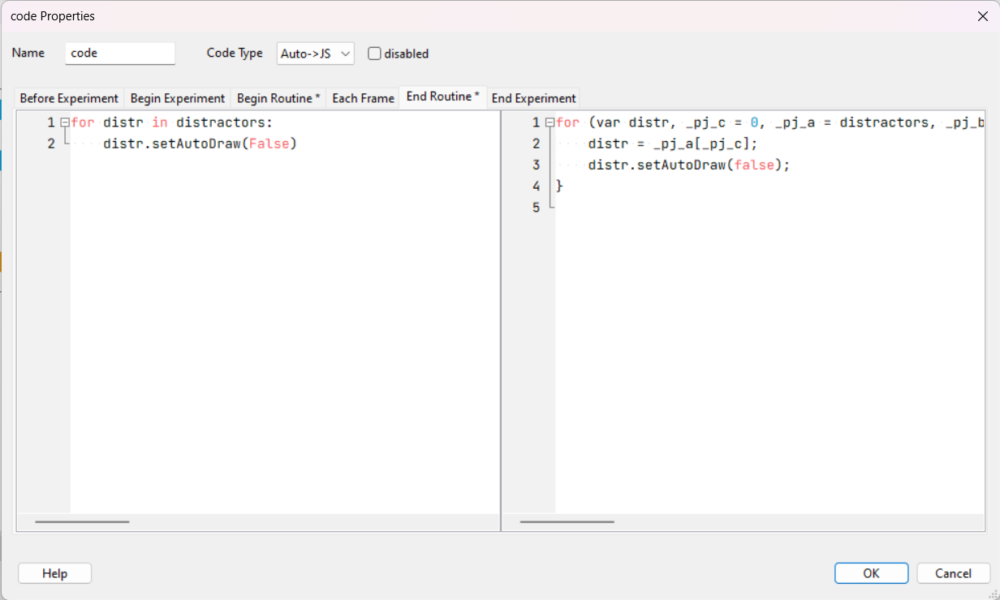 code Properties
Name code Code Type Auto->JS disabled
Before Experiment Begin Experiment Begin Routine * Each Frame End Routine * End Experiment
1 for distr in distractors:
2 distr.setAutoDraw(False)
1 for (var distr, _pj_c = 0, _pj_a = distractors, _pj_b
2 distr = _pj_a[_pj_c];
3 distr.setAutoDraw(false);
4 }
5
Help OK Cancel